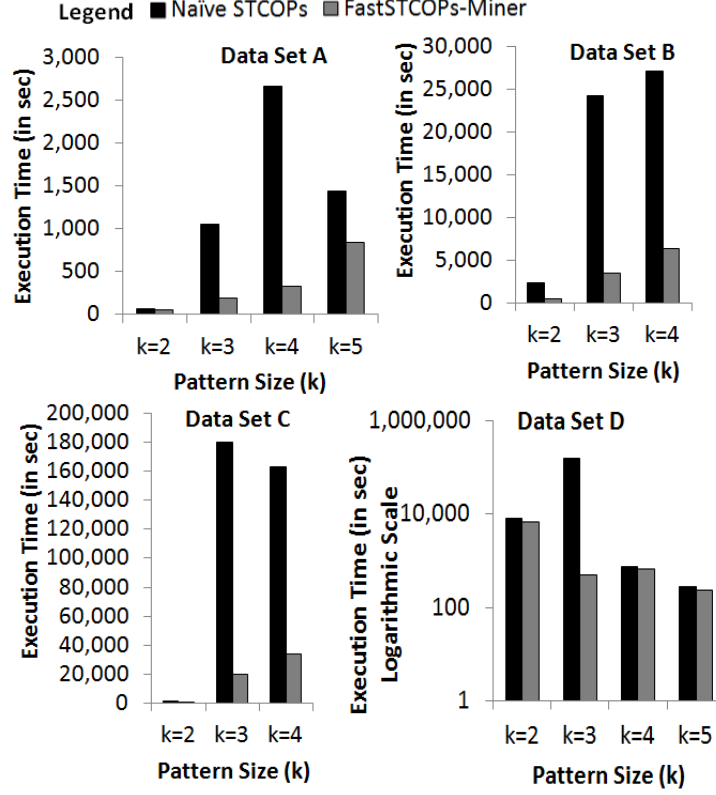 Legend Naïve STCOPs FastSTCOPs-Miner
Data Set A
Execution Time (in sec)
3,000
2,500
2,000
1,500
1,000
500
0
k=2 k=3 k=4 k=5
Pattern Size (k)
Data Set B
Execution Time (in sec)
30,000
25,000
20,000
15,000
10,000
5,000
0
k=2 k=3 k=4
Pattern Size (k)
Data Set C
Execution Time (in sec)
200,000
180,000
160,000
140,000
120,000
100,000
80,000
60,000
40,000
20,000
0
k=2 k=3 k=4
Pattern Size (k)
Data Set D
Execution Time (in sec)
Logarithmic Scale
1,000,000
10,000
100
1
k=2 k=3 k=4 k=5
Pattern Size (k)